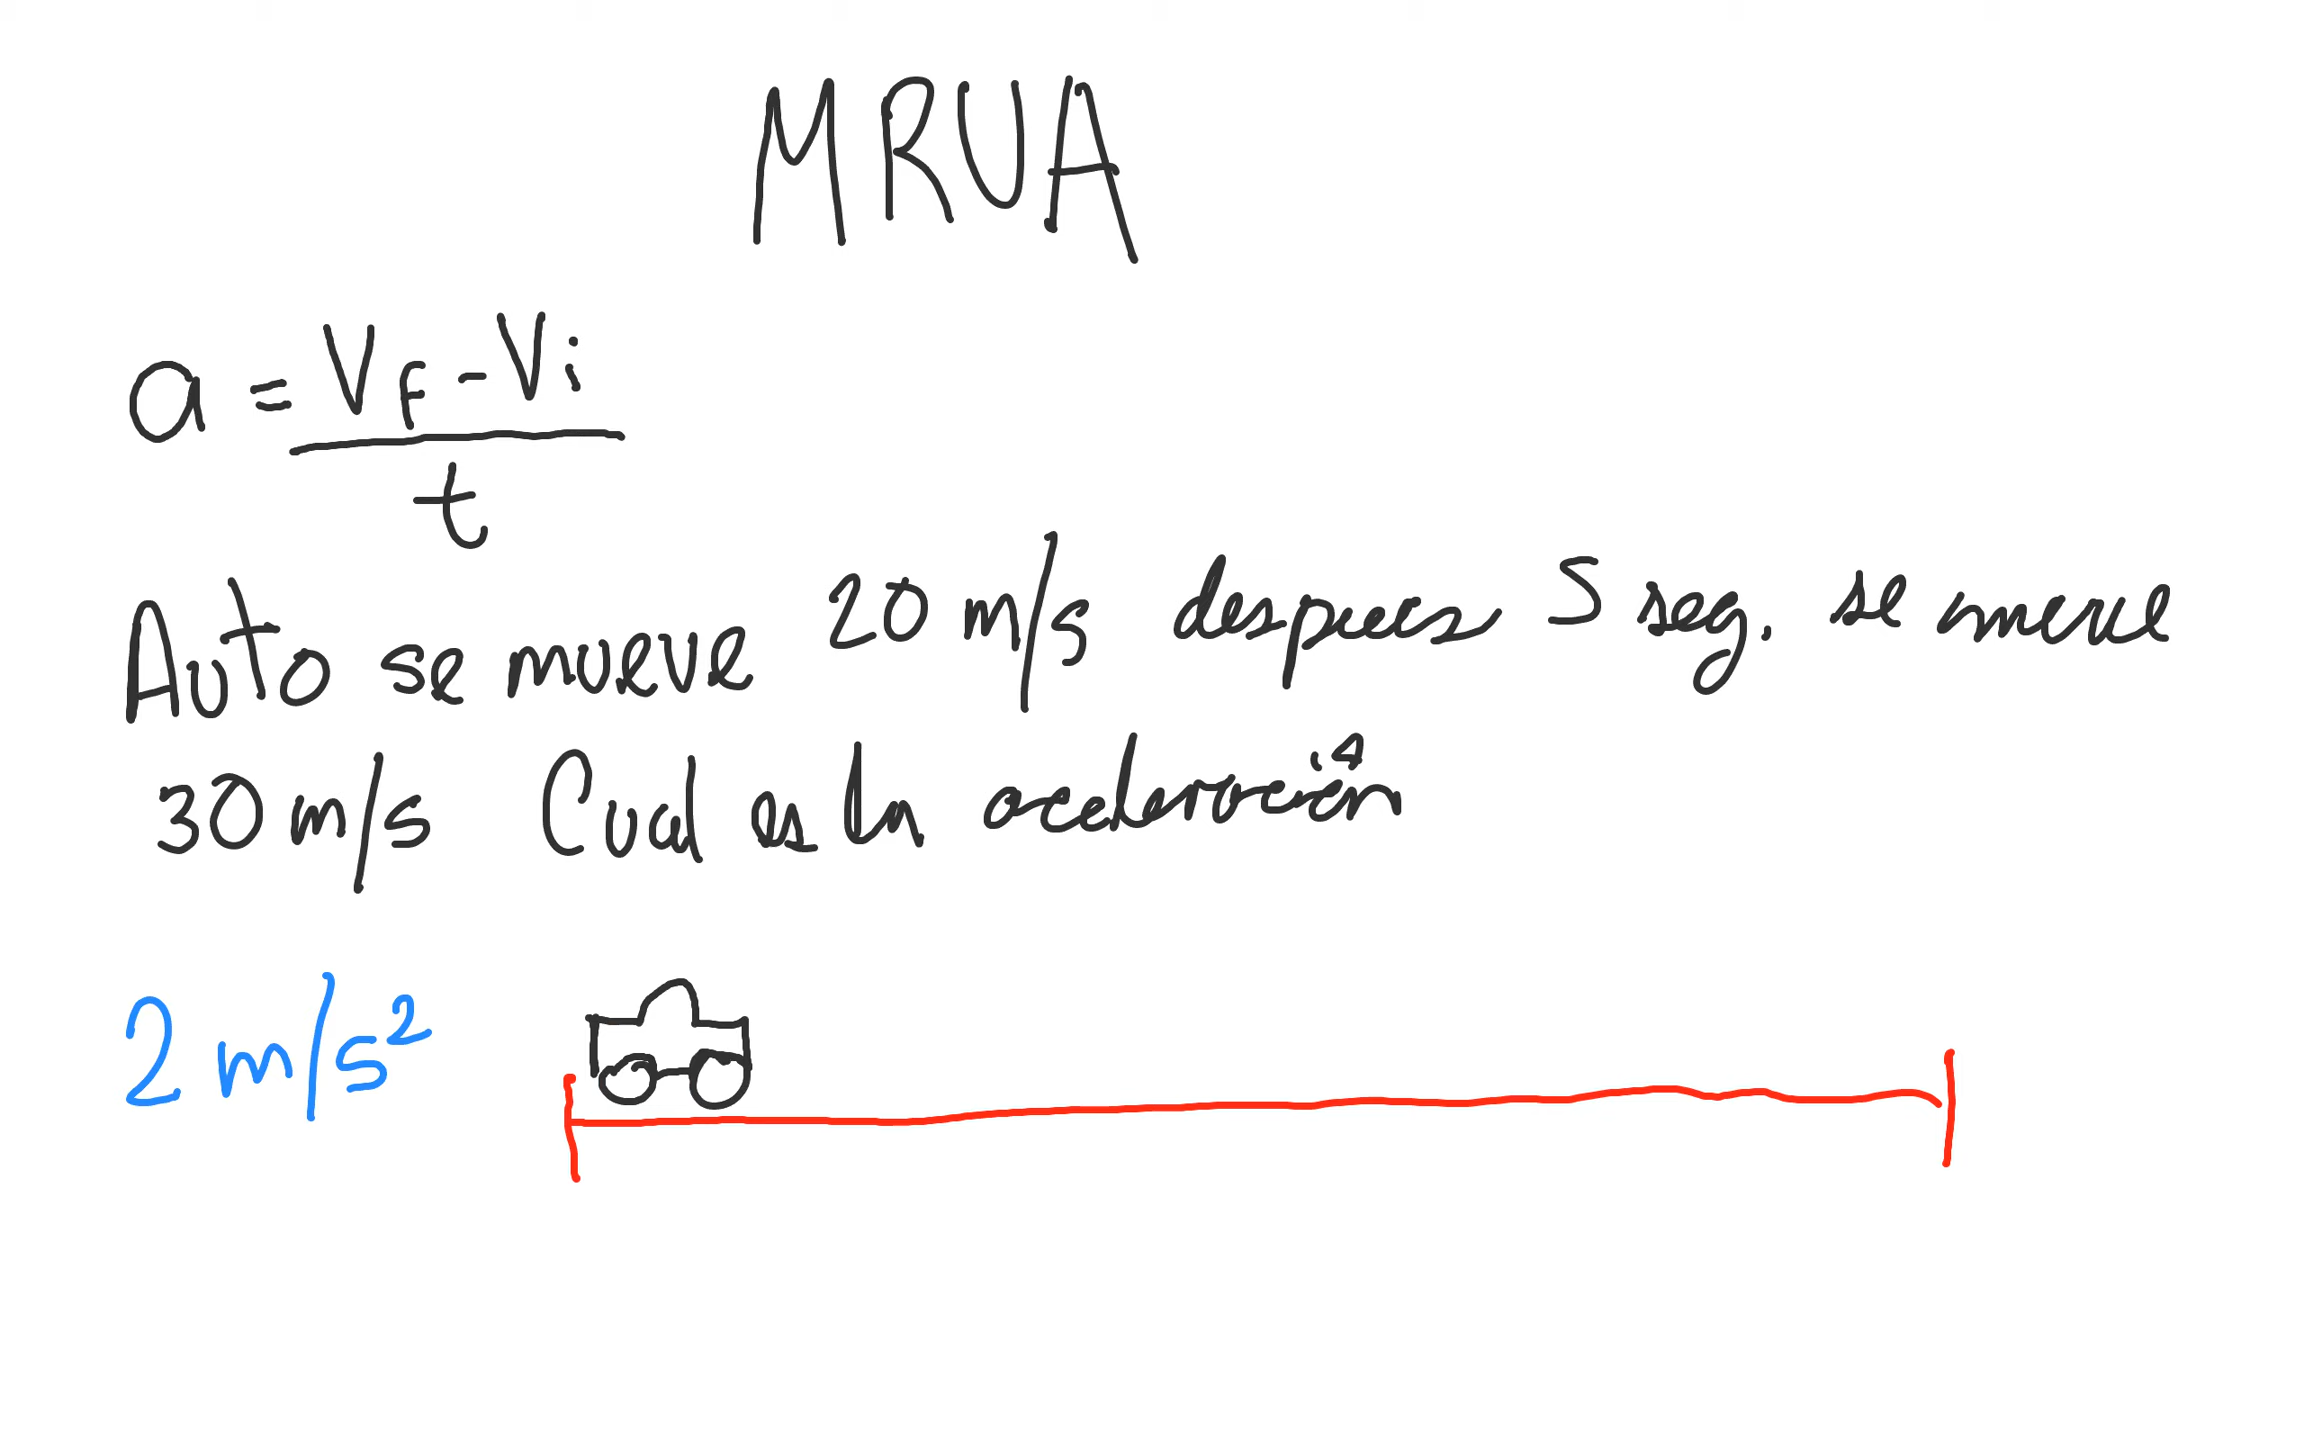 MRUA
a = VF - Vi
t
Auto se mueve 20 m/s despues 5 seg. se mueve
30 m/s Cual es la aceleración
2 m/s²